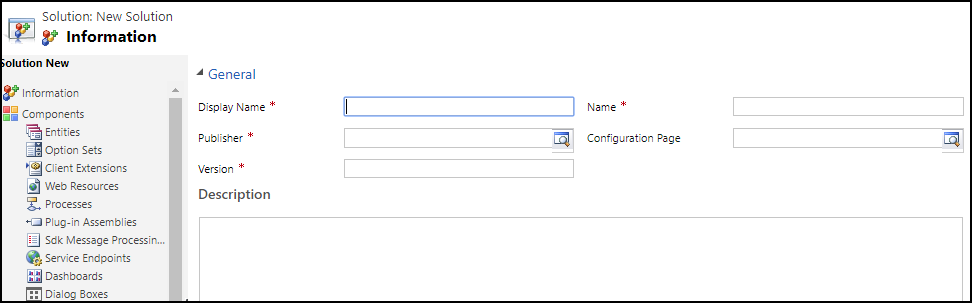 Solution: New Solution
Information
Solution New
Information
Components
Entities
Option Sets
Client Extensions
Web Resources
Processes
Plug-in Assemblies
Sdk Message Processin...
Service Endpoints
Dashboards
Dialog Boxes
General
Display Name *
Name *
Publisher *
Configuration Page
Version *
Description